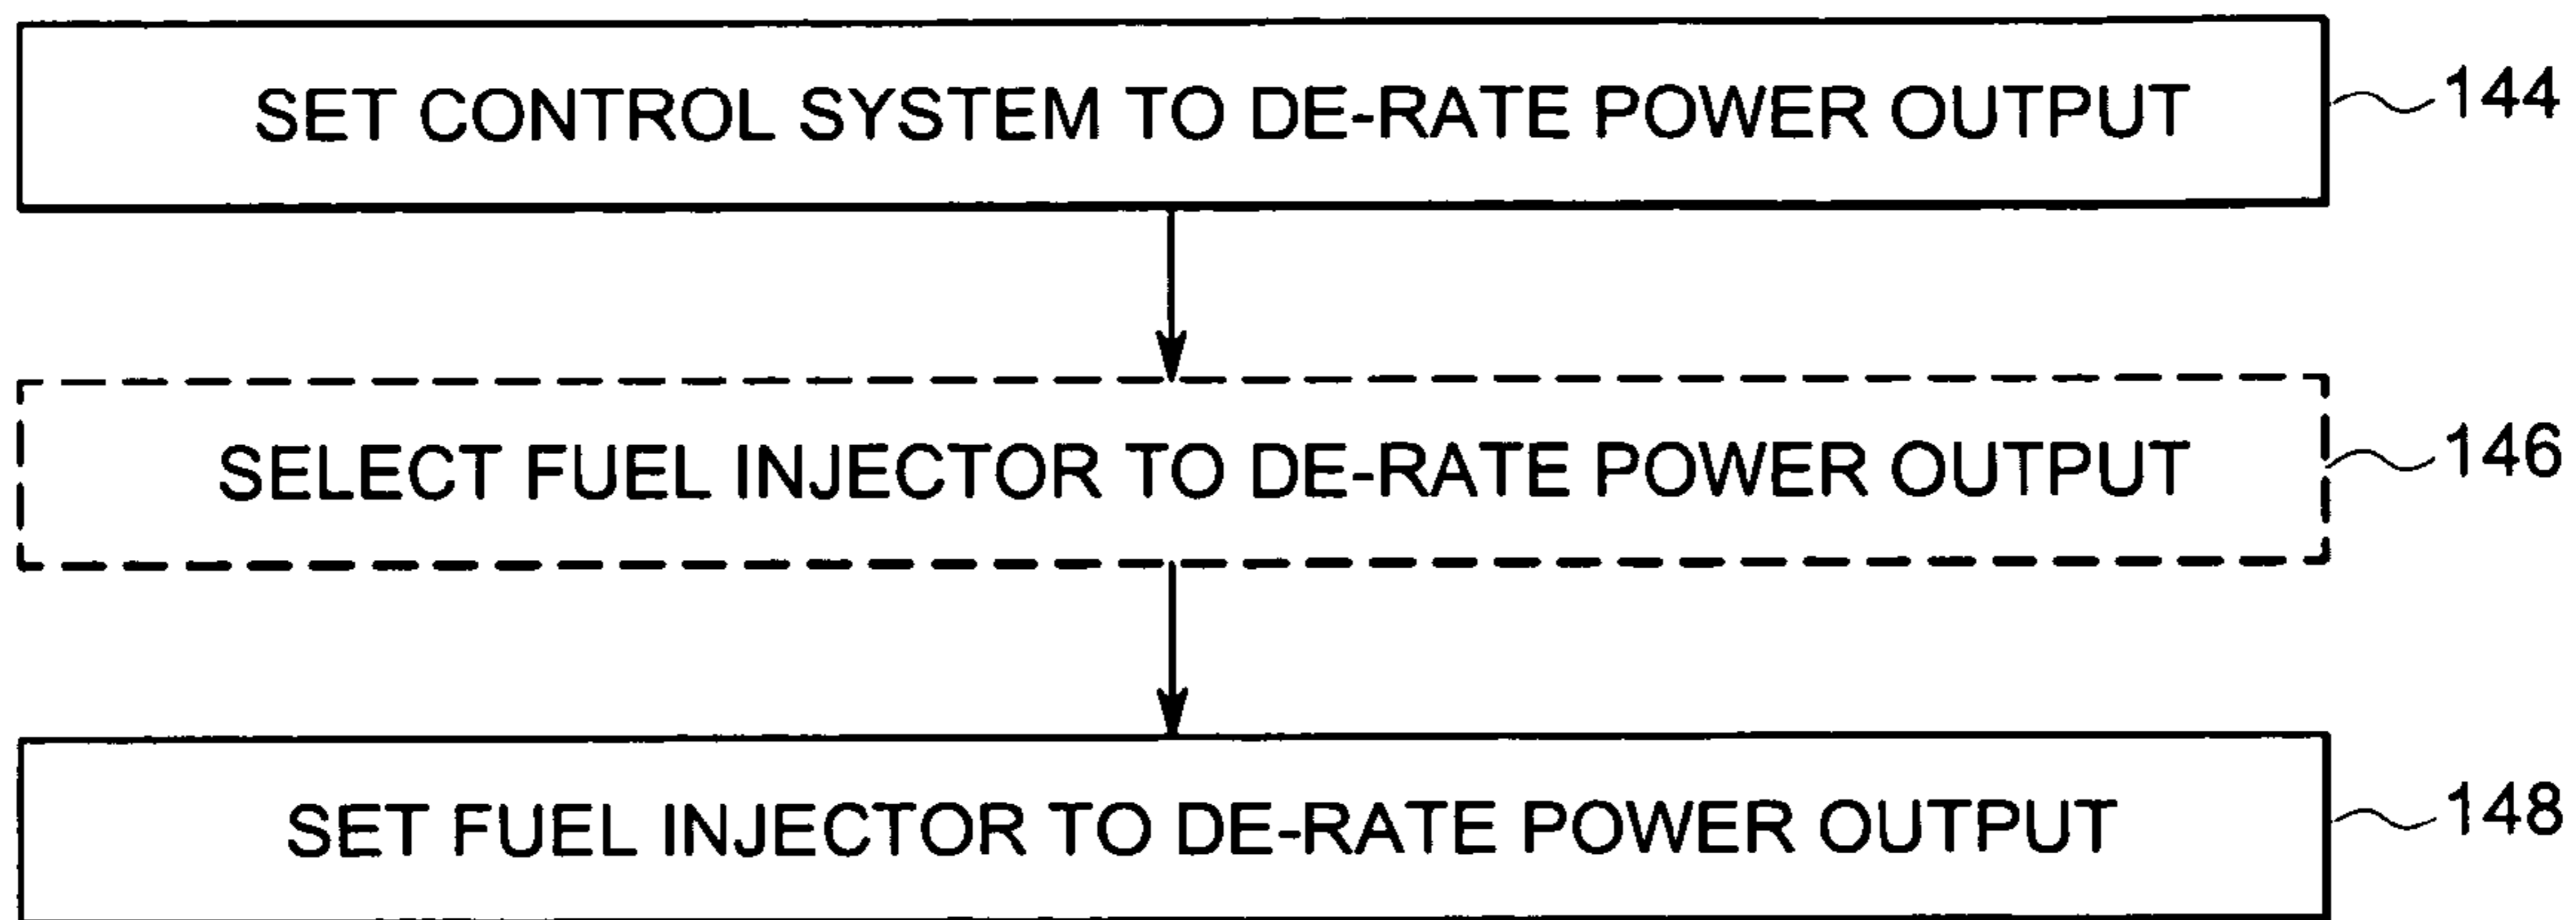 SET CONTROL SYSTEM TO DE-RATE POWER OUTPUT 144
SELECT FUEL INJECTOR TO DE-RATE POWER OUTPUT 146
SET FUEL INJECTOR TO DE-RATE POWER OUTPUT 148